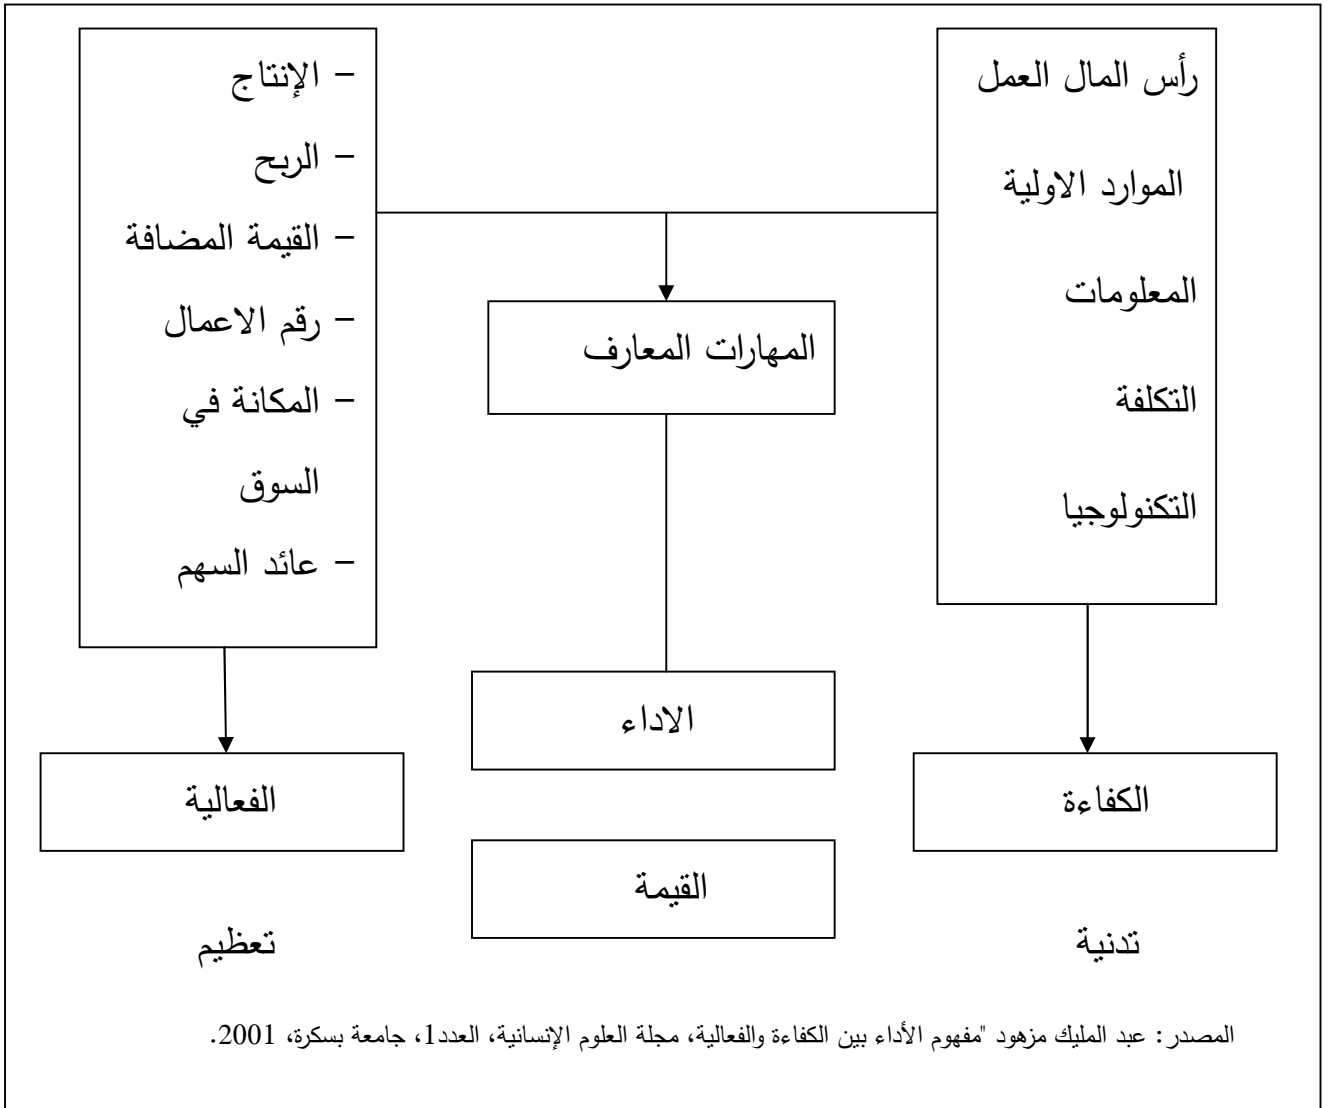 رأس المال العمل
الموارد الاولية
المعلومات
التكلفة
التكنولوجيا
– الإنتاج
– الربح
– القيمة المضافة
– رقم الاعمال
– المكانة في
السوق
– عائد السهم
المهارات المعارف
الاداء
الكفاءة
الفعالية
القيمة
تدنية
تعظيم
المصدر: عبد المليك مزهود "مفهوم الأداء بين الكفاءة والفعالية، مجلة العلوم الإنسانية، العدد1، جامعة بسكرة، 2001.